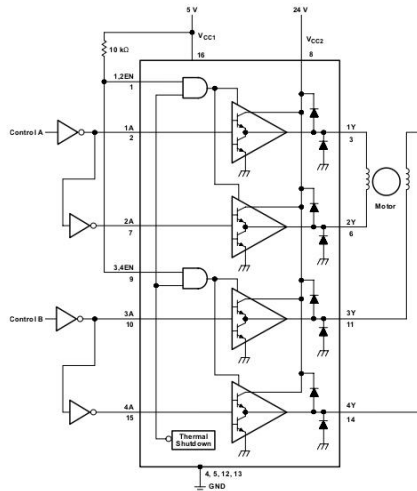 5 V
24 V
10 kΩ
VCC1
VCC2
16
8
1,2EN
1
Control A
1A
2
1Y
3
2A
7
2Y
6
Motor
3,4EN
9
Control B
3A
10
3Y
11
4A
15
4Y
14
Thermal
Shutdown
4, 5, 12, 13
GND